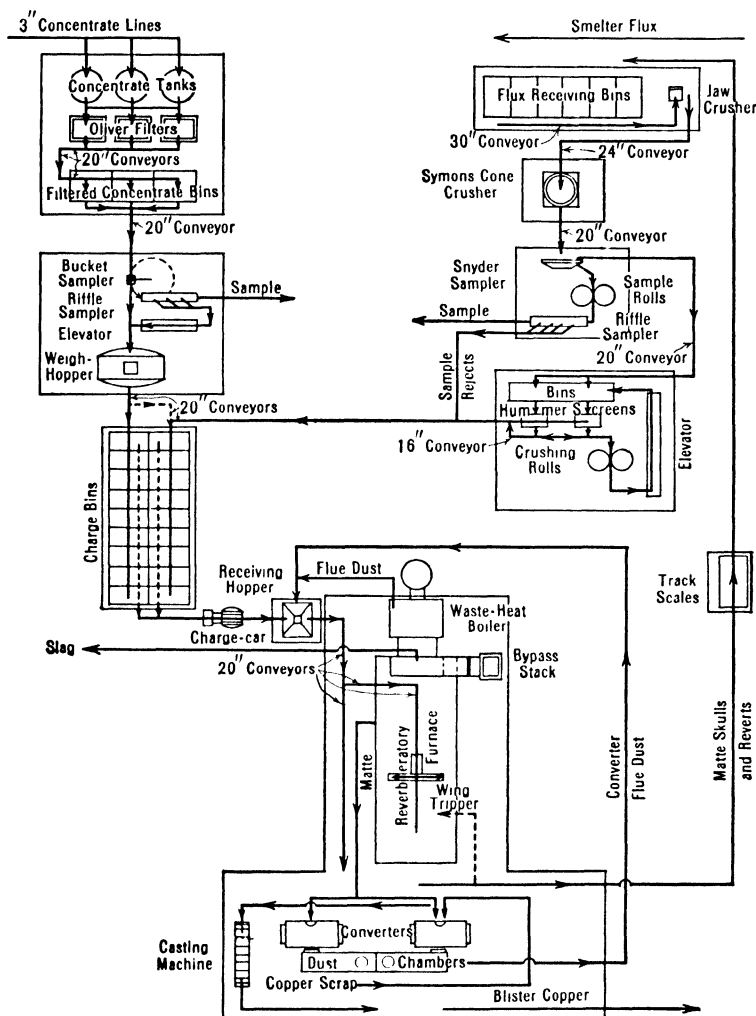 3" Concentrate Lines
Concentrate Tanks
Oliver Filters
20" Conveyors
Filtered Concentrate Bins
20" Conveyor
Bucket
Sampler
Riffle
Sampler
Sample
Elevator
Weigh-
Hopper
20" Conveyors
Charge Bins
Smelter Flux
Flux Receiving Bins
Jaw
Crusher
30" Conveyor
24" Conveyor
Symons Cone
Crusher
20" Conveyor
Snyder
Sampler
Sample
Rolls
Sample
Riffle
Sampler
20" Conveyor
Sample
Rejects
Bins
Hummer Screens
16" Conveyor
Crushing
Rolls
Elevator
Receiving
Hopper
Flue Dust
Charge-car
Waste-Heat
Boiler
Track
Scales
Slag
20" Conveyors
Bypass
Stack
Matte
Reverberatory
Furnace
Wing
Tripper
Converter
Flue Dust
Matte Skulls
and Reverts
Casting
Machine
Converters
Dust Chambers
Copper Scrap
Blister Copper